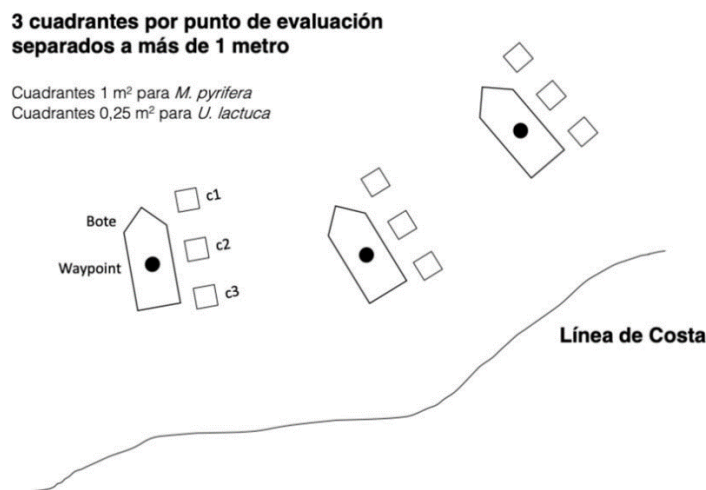 3 cuadrantes por punto de evaluación
separados a más de 1 metro
Cuadrantes 1 m² para M. pyrifera
Cuadrantes 0,25 m² para U. lactuca
c1
Bote
c2
Waypoint
c3
Línea de Costa